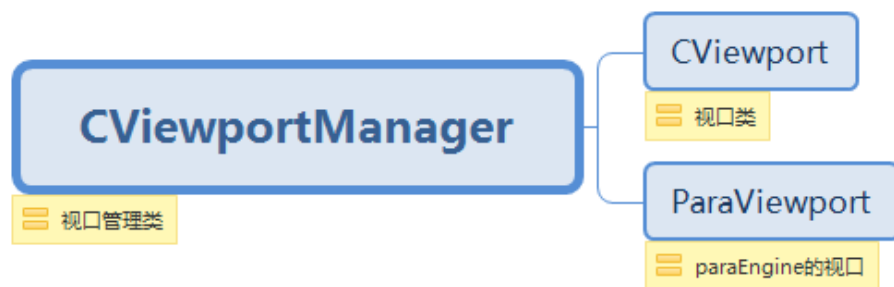 CViewportManager
视口管理类
CViewport
视口类
ParaViewport
paraEngine的视口